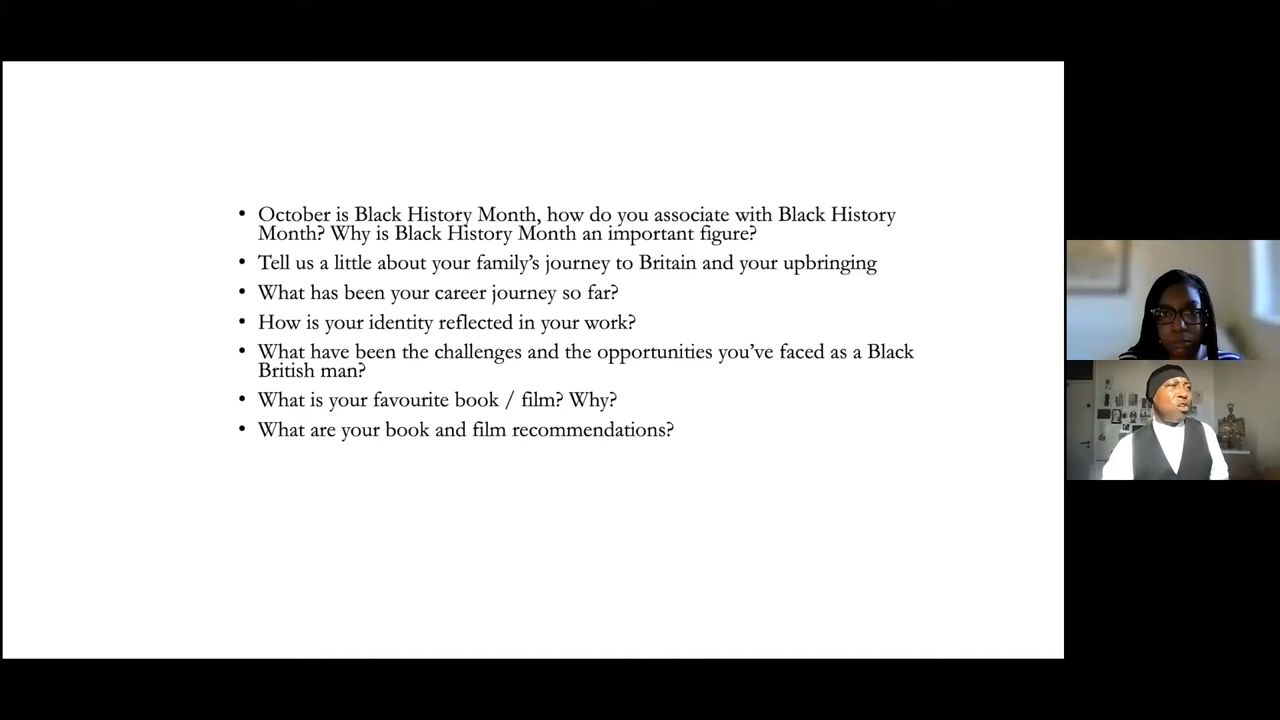 • October is Black History Month, how do you associate with Black History
Month? Why is Black History Month an important figure?
• Tell us a little about your family’s journey to Britain and your upbringing
• What has been your career journey so far?
• How is your identity reflected in your work?
• What have been the challenges and the opportunities you’ve faced as a Black
British man?
• What is your favourite book / film? Why?
• What are your book and film recommendations?